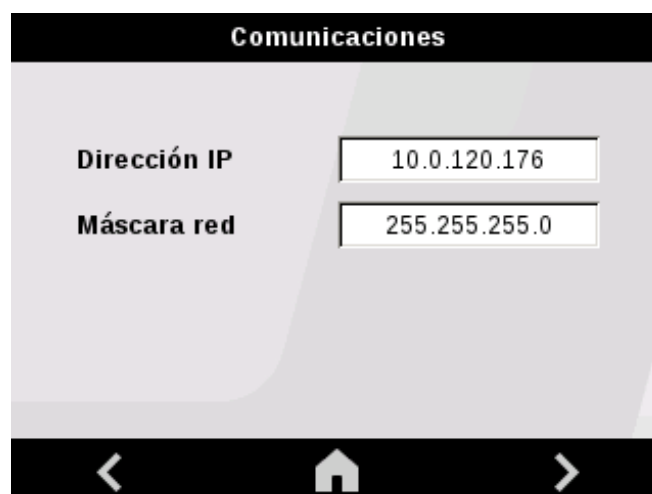 Comunicaciones
Dirección IP 10.0.120.176
Máscara red 255.255.255.0